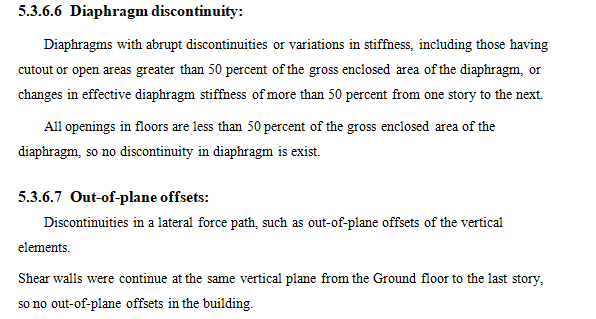 5.3.6.6 Diaphragm discontinuity:
Diaphragms with abrupt discontinuities or variations in stiffness, including those having
cutout or open areas greater than 50 percent of the gross enclosed area of the diaphragm, or
changes in effective diaphragm stiffness of more than 50 percent from one story to the next.
All openings in floors are less than 50 percent of the gross enclosed area of the
diaphragm, so no discontinuity in diaphragm is exist.
5.3.6.7 Out-of-plane offsets:
Discontinuities in a lateral force path, such as out-of-plane offsets of the vertical
elements.
Shear walls were continue at the same vertical plane from the Ground floor to the last story,
so no out-of-plane offsets in the building.